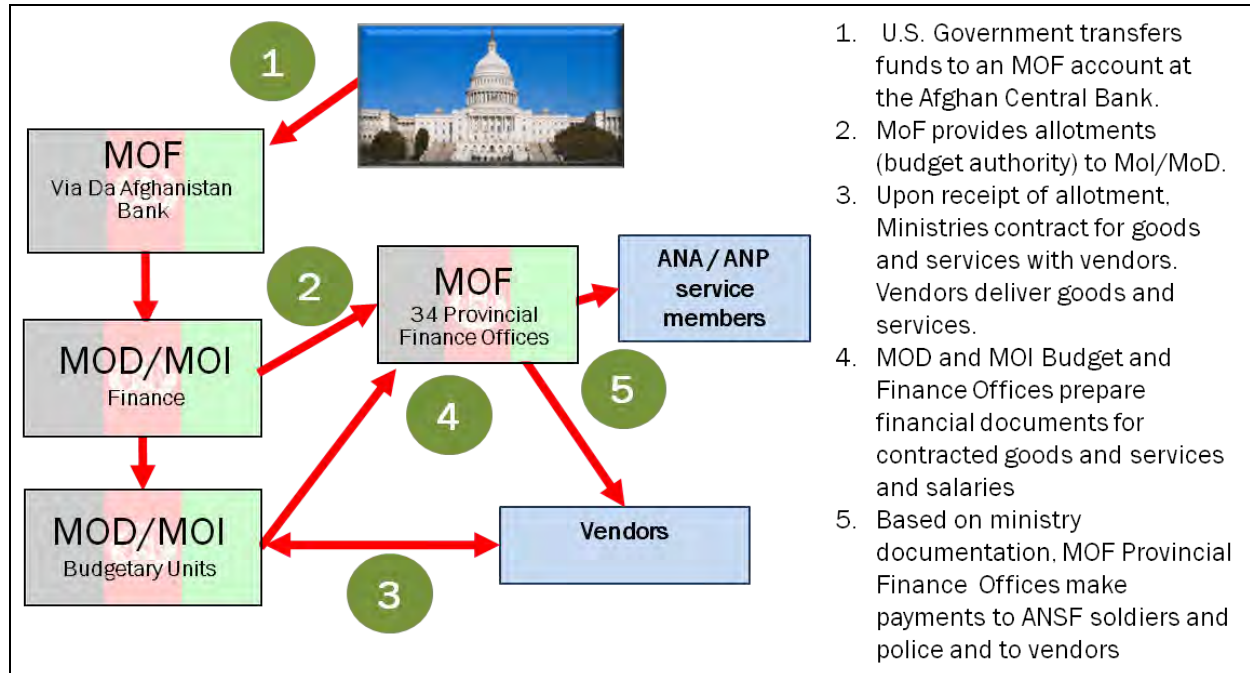 1
MOF
Via Da Afghanistan
Bank
2
MOF
34 Provincial
Finance Offices
ANA / ANP
service
members
MOD/MOI
Finance
4
5
MOD/MOI
Budgetary Units
Vendors
3
1. U.S. Government transfers
funds to an MOF account at
the Afghan Central Bank.
2. MoF provides allotments
(budget authority) to MoI/MoD.
3. Upon receipt of allotment,
Ministries contract for goods
and services with vendors.
Vendors deliver goods and
services.
4. MOD and MOI Budget and
Finance Offices prepare
financial documents for
contracted goods and services
and salaries
5. Based on ministry
documentation, MOF Provincial
Finance Offices make
payments to ANSF soldiers and
police and to vendors